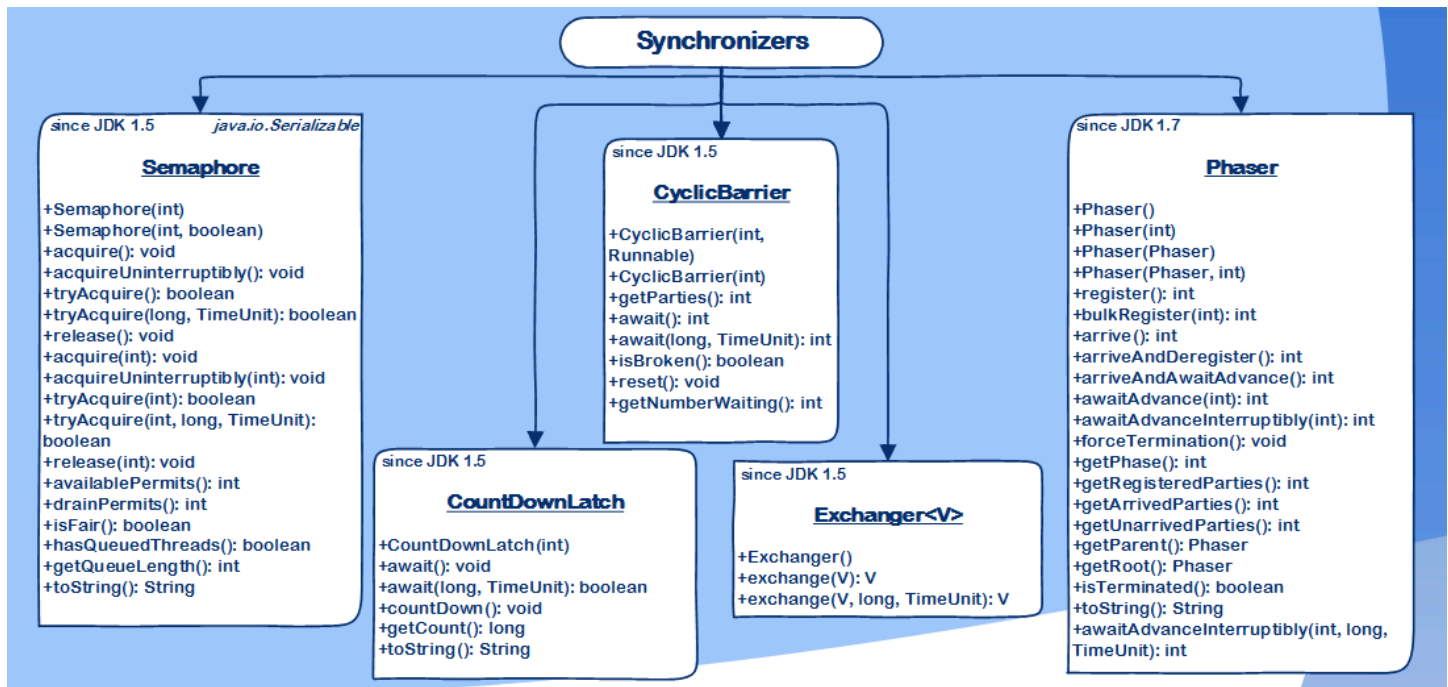 Synchronizers
since JDK 1.5 java.io.Serializable
Semaphore
+Semaphore(int)
+Semaphore(int, boolean)
+acquire(): void
+acquireUninterruptibly(): void
+tryAcquire(): boolean
+tryAcquire(long, TimeUnit): boolean
+release(): void
+acquire(int): void
+acquireUninterruptibly(int): void
+tryAcquire(int): boolean
+tryAcquire(int, long, TimeUnit):
boolean
+release(int): void
+availablePermits(): int
+drainPermits(): int
+isFair(): boolean
+hasQueuedThreads(): boolean
+getQueueLength(): int
+toString(): String
since JDK 1.5
CountDownLatch
+CountDownLatch(int)
+await(): void
+await(long, TimeUnit): boolean
+countDown(): void
+getCount(): long
+toString(): String
since JDK 1.5
CyclicBarrier
+CyclicBarrier(int,
Runnable)
+CyclicBarrier(int)
+getParties(): int
+await(): int
+await(long, TimeUnit): int
+isBroken(): boolean
+reset(): void
+getNumberWaiting(): int
since JDK 1.5
Exchanger<V>
+Exchanger()
+exchange(V): V
+exchange(V, long, TimeUnit): V
since JDK 1.7
Phaser
+Phaser()
+Phaser(int)
+Phaser(Phaser)
+Phaser(Phaser, int)
+register(): int
+bulkRegister(int): int
+arrive(): int
+arriveAndDeregister(): int
+arriveAndAwaitAdvance(): int
+awaitAdvance(int): int
+awaitAdvanceInterruptibly(int): int
+forceTermination(): void
+getPhase(): int
+getRegisteredParties(): int
+getArrivedParties(): int
+getUnarrivedParties(): int
+getParent(): Phaser
+getRoot(): Phaser
+isTerminated(): boolean
+toString(): String
+awaitAdvanceInterruptibly(int, long,
TimeUnit): int